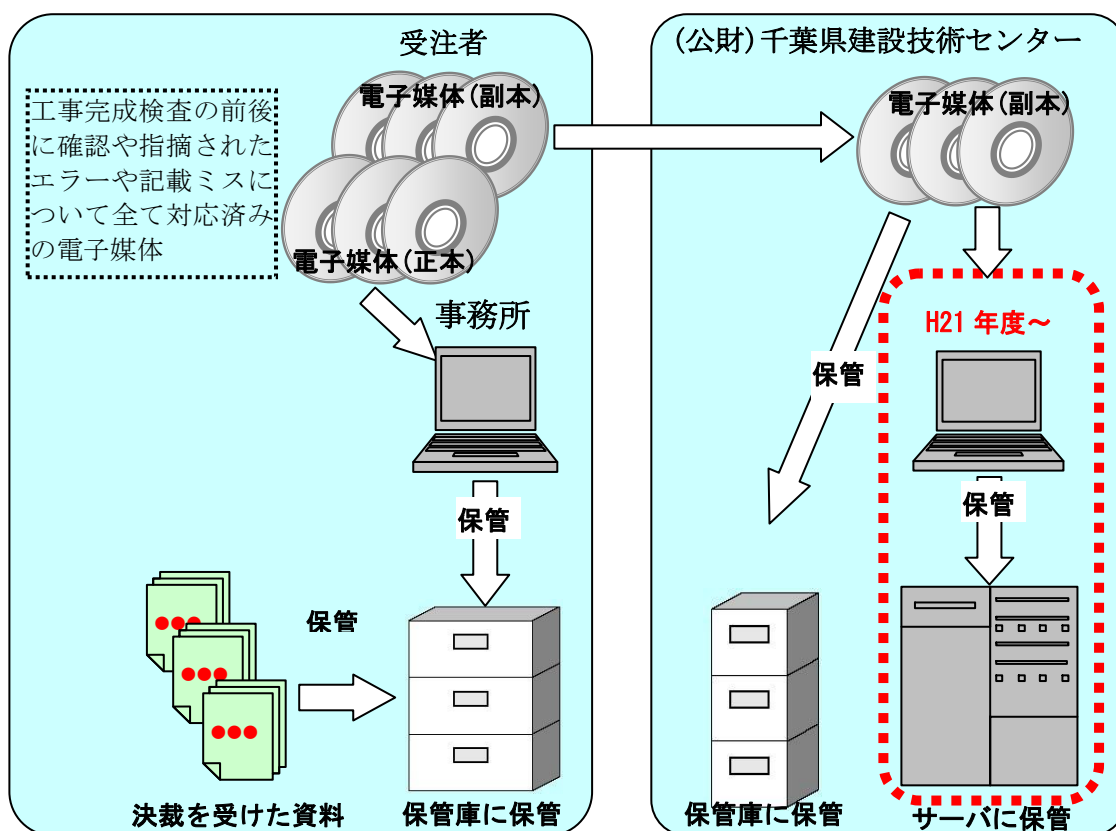 受注者
電子媒体(副本)
工事完成検査の前後
に確認や指摘された
エラーや記載ミスに
ついて全て対応済み
の電子媒体
電子媒体(正本)
事務所
保管
●●●
●●●
●●●
保管
決裁を受けた資料
保管庫に保管
(公財)千葉県建設技術センター
電子媒体(副本)
H21 年度～
保管
保管
保管庫に保管
サーバに保管